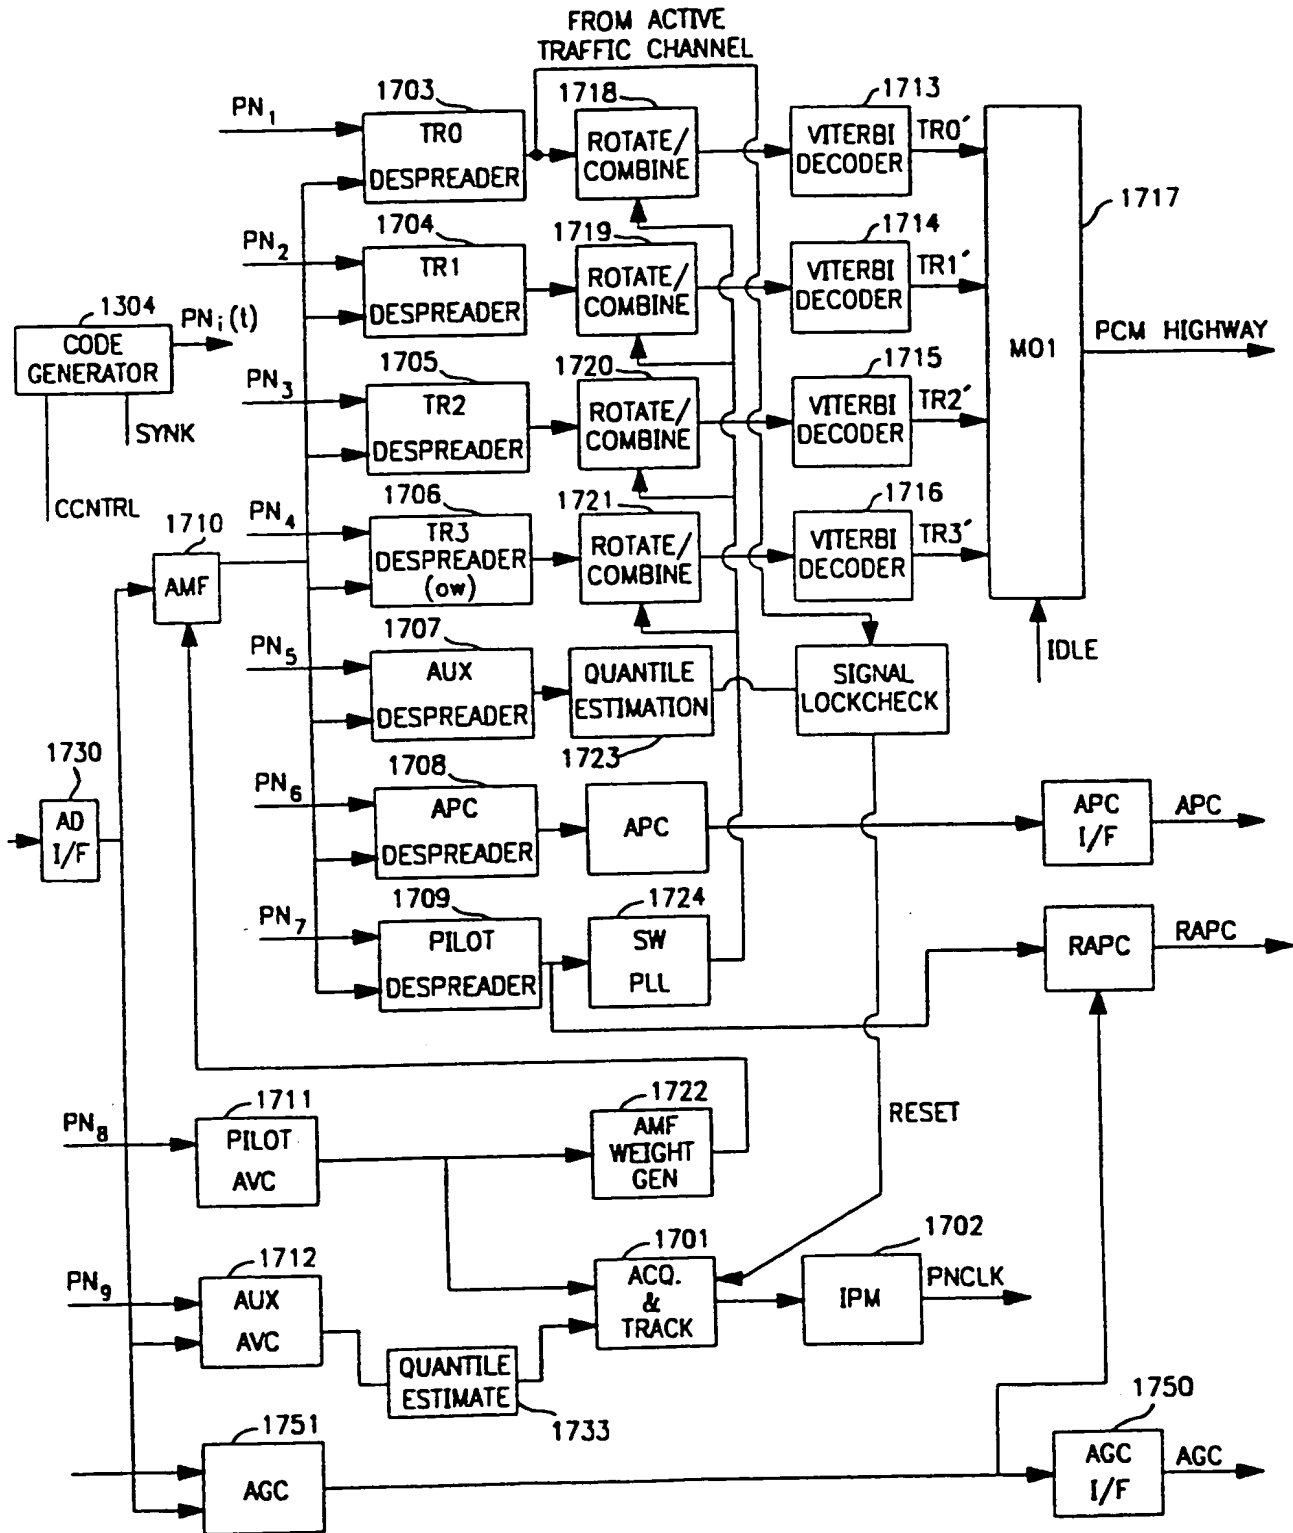 FROM ACTIVE
TRAFFIC CHANNEL
1703
1718
1713
PN1
TR0
DESPREADER
ROTATE/
COMBINE
VITERBI
DECODER
TR0′
1717
1704
1719
1714
PN2
TR1
DESPREADER
ROTATE/
COMBINE
VITERBI
DECODER
TR1′
1304
CODE
GENERATOR
PNi(t)
SYNK
CCNTRL
M01
PCM HIGHWAY
1705
1720
1715
PN3
TR2
DESPREADER
ROTATE/
COMBINE
VITERBI
DECODER
TR2′
1706
1721
1716
PN4
TR3
DESPREADER
(ow)
ROTATE/
COMBINE
VITERBI
DECODER
TR3′
1710
AMF
IDLE
1707
PN5
AUX
DESPREADER
QUANTILE
ESTIMATION
1723
SIGNAL
LOCKCHECK
1730
AD
I/F
1708
PN6
APC
DESPREADER
APC
APC
I/F
APC
1709
1724
PN7
PILOT
DESPREADER
SW
PLL
RAPC
RAPC
1711
1722
PN8
PILOT
AVC
AMF
WEIGHT
GEN
RESET
1712
1701
1702
PN9
AUX
AVC
ACQ.
&
TRACK
IPM
PNCLK
QUANTILE
ESTIMATE
1733
1751
AGC
1750
AGC
I/F
AGC